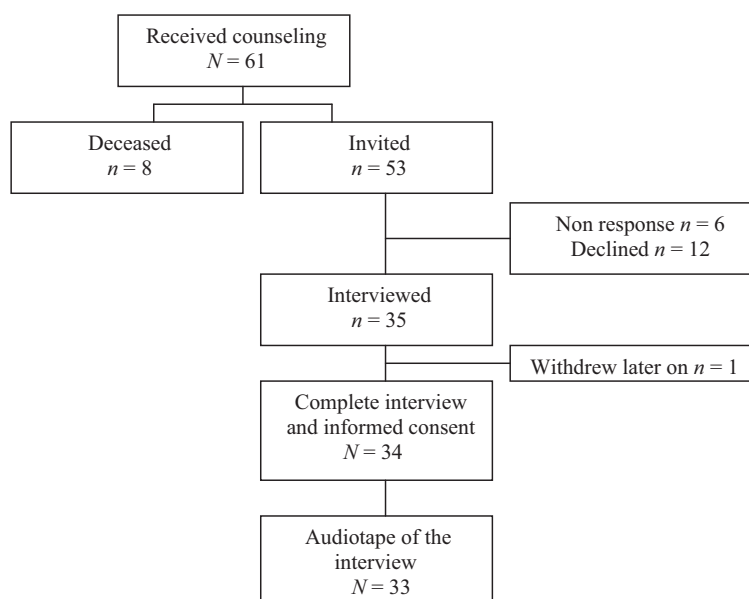 Received counseling
N = 61
Deceased
n = 8
Invited
n = 53
Non response n = 6
Declined n = 12
Interviewed
n = 35
Withdrew later on n = 1
Complete interview
and informed consent
N = 34
Audiotape of the
interview
N = 33